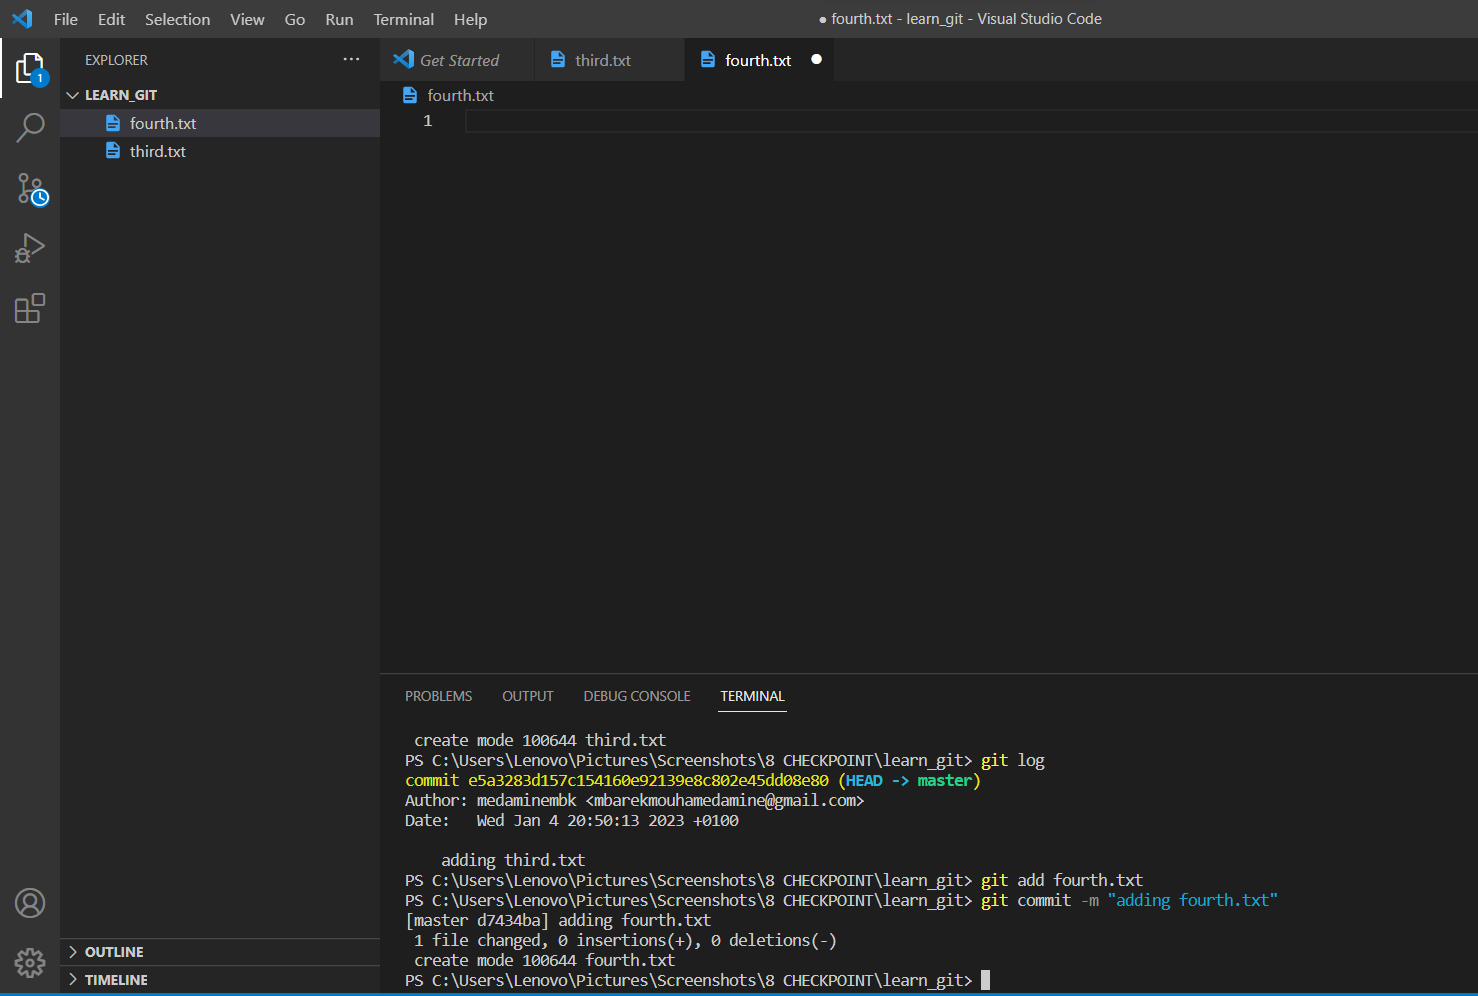 File Edit Selection View Go Run Terminal Help
● fourth.txt - learn_git - Visual Studio Code
EXPLORER
Get Started
third.txt
fourth.txt
1
LEARN_GIT
fourth.txt
fourth.txt
1
third.txt
PROBLEMS OUTPUT DEBUG CONSOLE TERMINAL
 create mode 100644 third.txt
PS C:\Users\Lenovo\Pictures\Screenshots\8 CHECKPOINT\learn_git> git log
commit e5a3283d157c154160e92139e8c802e45dd08e80 (HEAD -> master)
Author: medaminembk <mbarekmouhamedamine@gmail.com>
Date:   Wed Jan 4 20:50:13 2023 +0100
    adding third.txt
PS C:\Users\Lenovo\Pictures\Screenshots\8 CHECKPOINT\learn_git> git add fourth.txt
PS C:\Users\Lenovo\Pictures\Screenshots\8 CHECKPOINT\learn_git> git commit -m "adding fourth.txt"
[master d7434ba] adding fourth.txt
 1 file changed, 0 insertions(+), 0 deletions(-)
 create mode 100644 fourth.txt
PS C:\Users\Lenovo\Pictures\Screenshots\8 CHECKPOINT\learn_git>
OUTLINE
TIMELINE